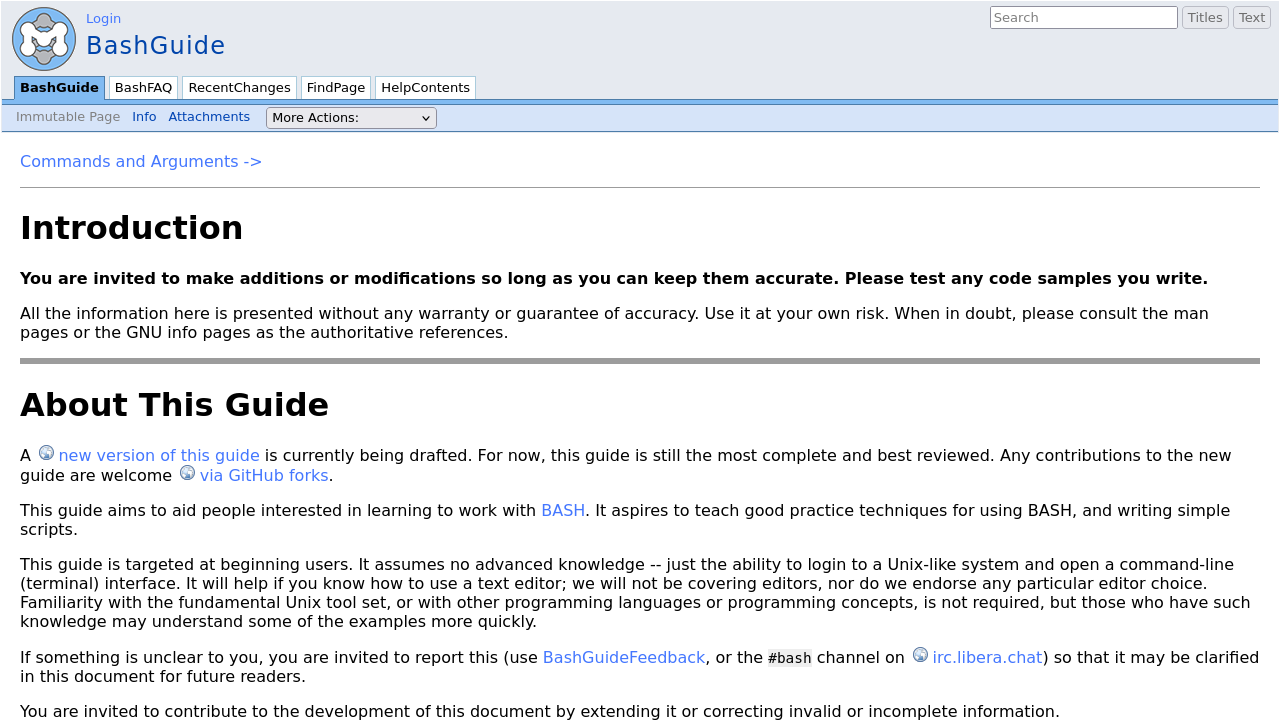 Login
Search Titles Text
BashGuide
BashGuide BashFAQ RecentChanges FindPage HelpContents
Immutable Page Info Attachments More Actions:
Commands and Arguments ->
Introduction
You are invited to make additions or modifications so long as you can keep them accurate. Please test any code samples you write.
All the information here is presented without any warranty or guarantee of accuracy. Use it at your own risk. When in doubt, please consult the man
pages or the GNU info pages as the authoritative references.
About This Guide
A new version of this guide is currently being drafted. For now, this guide is still the most complete and best reviewed. Any contributions to the new
guide are welcome via GitHub forks.
This guide aims to aid people interested in learning to work with BASH. It aspires to teach good practice techniques for using BASH, and writing simple
scripts.
This guide is targeted at beginning users. It assumes no advanced knowledge -- just the ability to login to a Unix-like system and open a command-line
(terminal) interface. It will help if you know how to use a text editor; we will not be covering editors, nor do we endorse any particular editor choice.
Familiarity with the fundamental Unix tool set, or with other programming languages or programming concepts, is not required, but those who have such
knowledge may understand some of the examples more quickly.
If something is unclear to you, you are invited to report this (use BashGuideFeedback, or the #bash channel on irc.libera.chat) so that it may be clarified
in this document for future readers.
You are invited to contribute to the development of this document by extending it or correcting invalid or incomplete information.